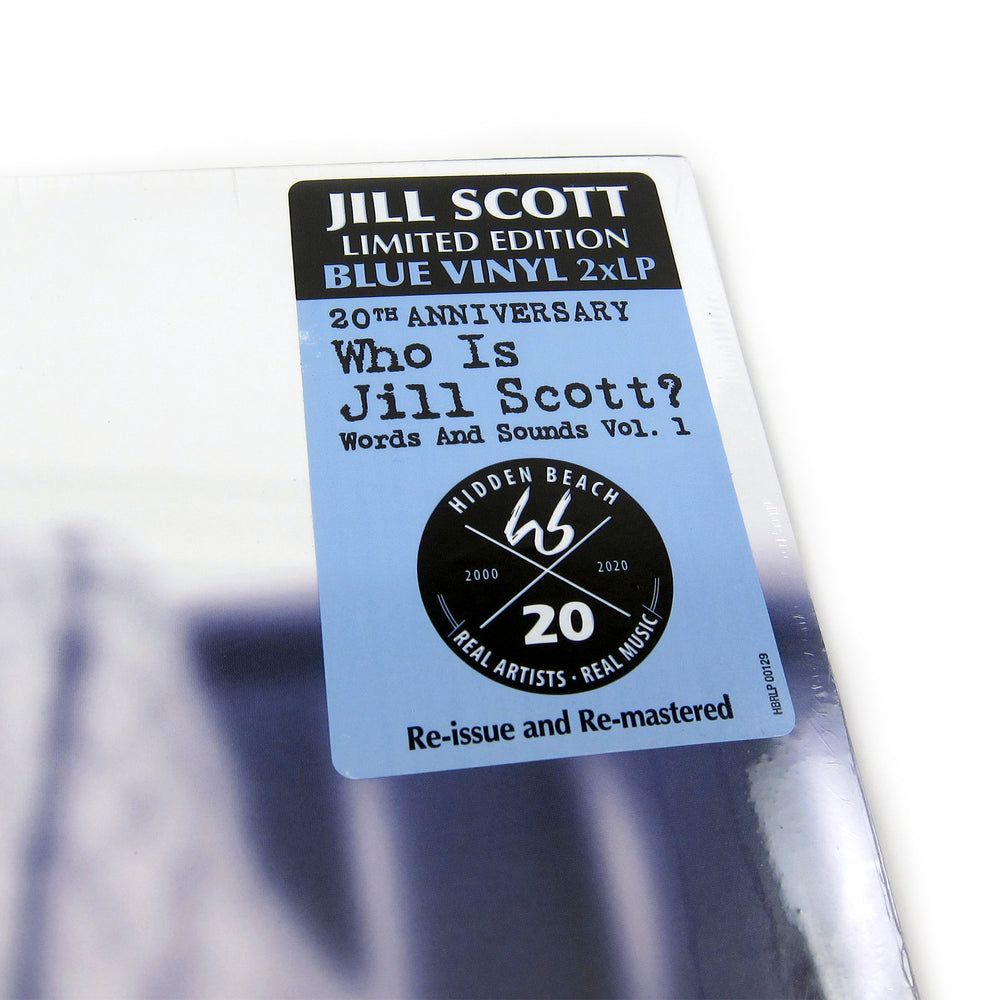 JILL SCOTT
LIMITED EDITION
BLUE VINYL 2xLP
20TH ANNIVERSARY
Who Is
Jill Scott?
Words And Sounds Vol. 1
HIDDEN BEACH
hb
2000
2020
20
REAL ARTISTS · REAL MUSIC
HBRLP 00129
Re-issue and Re-mastered